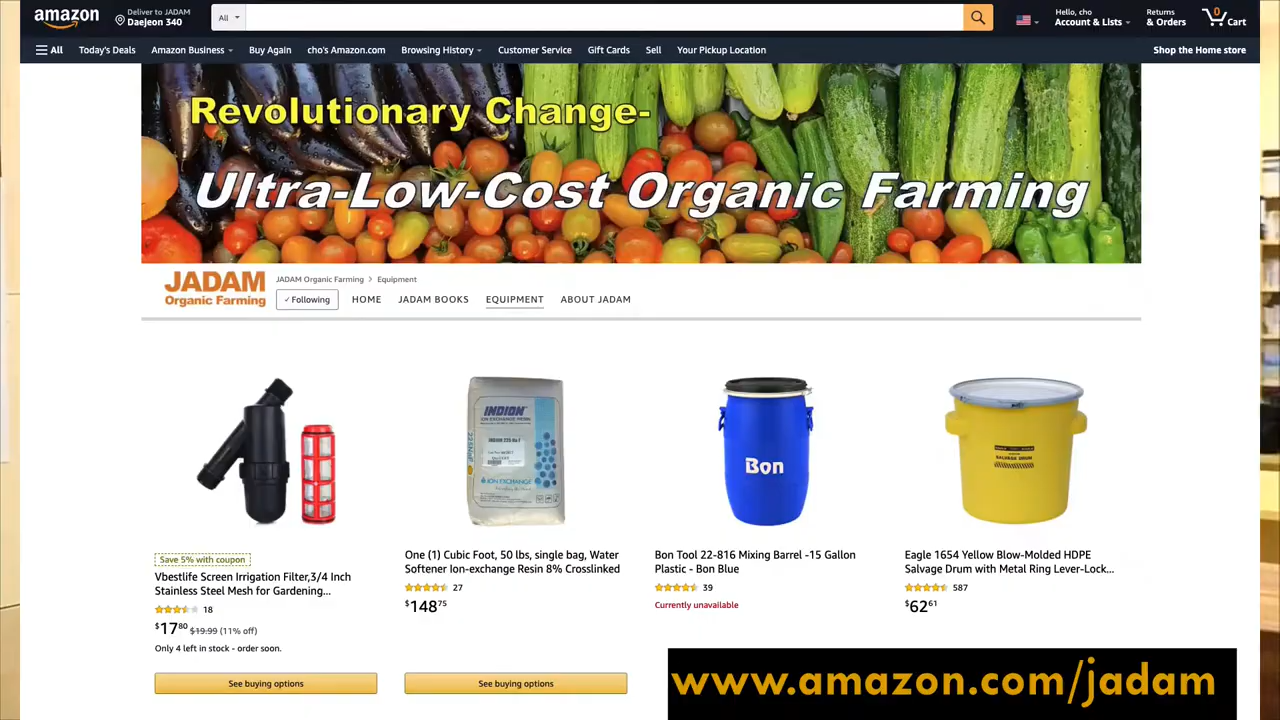 amazon
Deliver to JADAM
Daejeon 340
All
Hello, cho
Account & Lists
Returns
& Orders
0
Cart
All
Today's Deals
Amazon Business
Buy Again
cho's Amazon.com
Browsing History
Customer Service
Gift Cards
Sell
Your Pickup Location
Shop the Home store
Revolutionary Change-
Ultra-Low-Cost Organic Farming
JADAM
Organic Farming
JADAM Organic Farming > Equipment
✓ Following
HOME
JADAM BOOKS
EQUIPMENT
ABOUT JADAM
INDION
ION EXCHANGE RESIN
ION EXCHANGE
Bon
SALVAGE DRUM
Save 5% with coupon
Vbestlife Screen Irrigation Filter,3/4 Inch
Stainless Steel Mesh for Gardening...
18
$17.80 $19.99 (11% off)
Only 4 left in stock - order soon.
See buying options
One (1) Cubic Foot, 50 lbs, single bag, Water
Softener Ion-exchange Resin 8% Crosslinked
27
$148.75
See buying options
Bon Tool 22-816 Mixing Barrel -15 Gallon
Plastic - Bon Blue
39
Currently unavailable
Eagle 1654 Yellow Blow-Molded HDPE
Salvage Drum with Metal Ring Lever-Lock...
587
$62.61
www.amazon.com/jadam